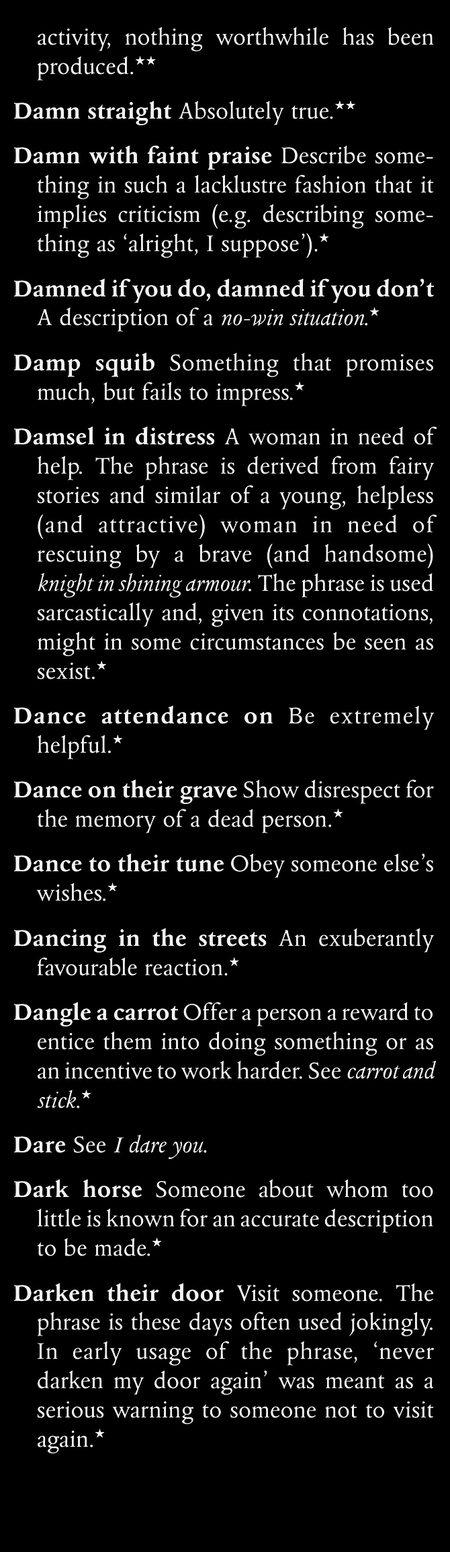 activity, nothing worthwhile has been
produced.★★
Damn straight Absolutely true.★★
Damn with faint praise Describe some-
thing in such a lacklustre fashion that it
implies criticism (e.g. describing some-
thing as ‘alright, I suppose’).★
Damned if you do, damned if you don’t
A description of a no-win situation.★
Damp squib Something that promises
much, but fails to impress.★
Damsel in distress A woman in need of
help. The phrase is derived from fairy
stories and similar of a young, helpless
(and attractive) woman in need of
rescuing by a brave (and handsome)
knight in shining armour. The phrase is used
sarcastically and, given its connotations,
might in some circumstances be seen as
sexist.★
Dance attendance on Be extremely
helpful.★
Dance on their grave Show disrespect for
the memory of a dead person.★
Dance to their tune Obey someone else’s
wishes.★
Dancing in the streets An exuberantly
favourable reaction.★
Dangle a carrot Offer a person a reward to
entice them into doing something or as
an incentive to work harder. See carrot and
stick.★
Dare See I dare you.
Dark horse Someone about whom too
little is known for an accurate description
to be made.★
Darken their door Visit someone. The
phrase is these days often used jokingly.
In early usage of the phrase, ‘never
darken my door again’ was meant as a
serious warning to someone not to visit
again.★